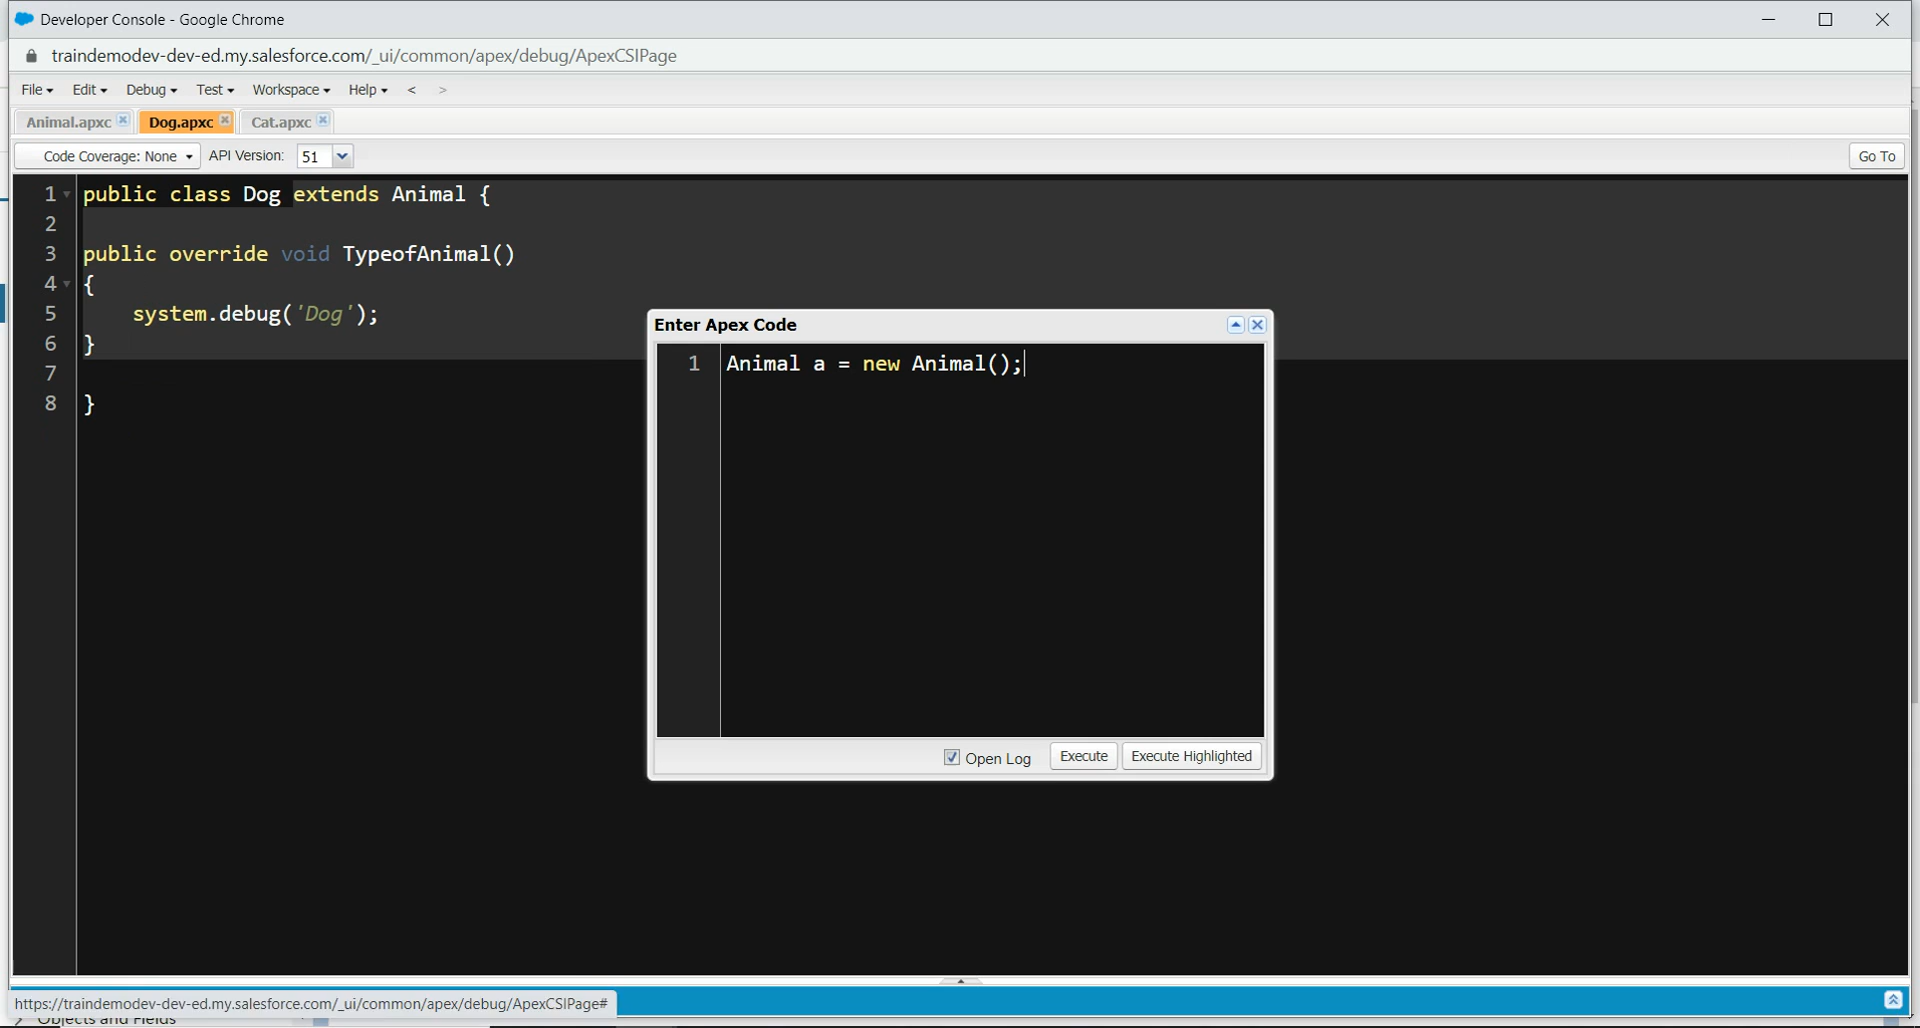 Developer Console - Google Chrome
traindemodev-dev-ed.my.salesforce.com/_ui/common/apex/debug/ApexCSIPage
File Edit Debug Test Workspace Help < >
Animal.apxc Dog.apxc Cat.apxc
Code Coverage: None API Version: 51 Go To
1 public class Dog extends Animal {
2
3 public override void TypeofAnimal()
4 {
5 system.debug('Dog');
6 }
7
8 }
Enter Apex Code
1 Animal a = new Animal();
Open Log Execute Execute Highlighted
https://traindemodev-dev-ed.my.salesforce.com/_ui/common/apex/debug/ApexCSIPage#
Objects and Fields